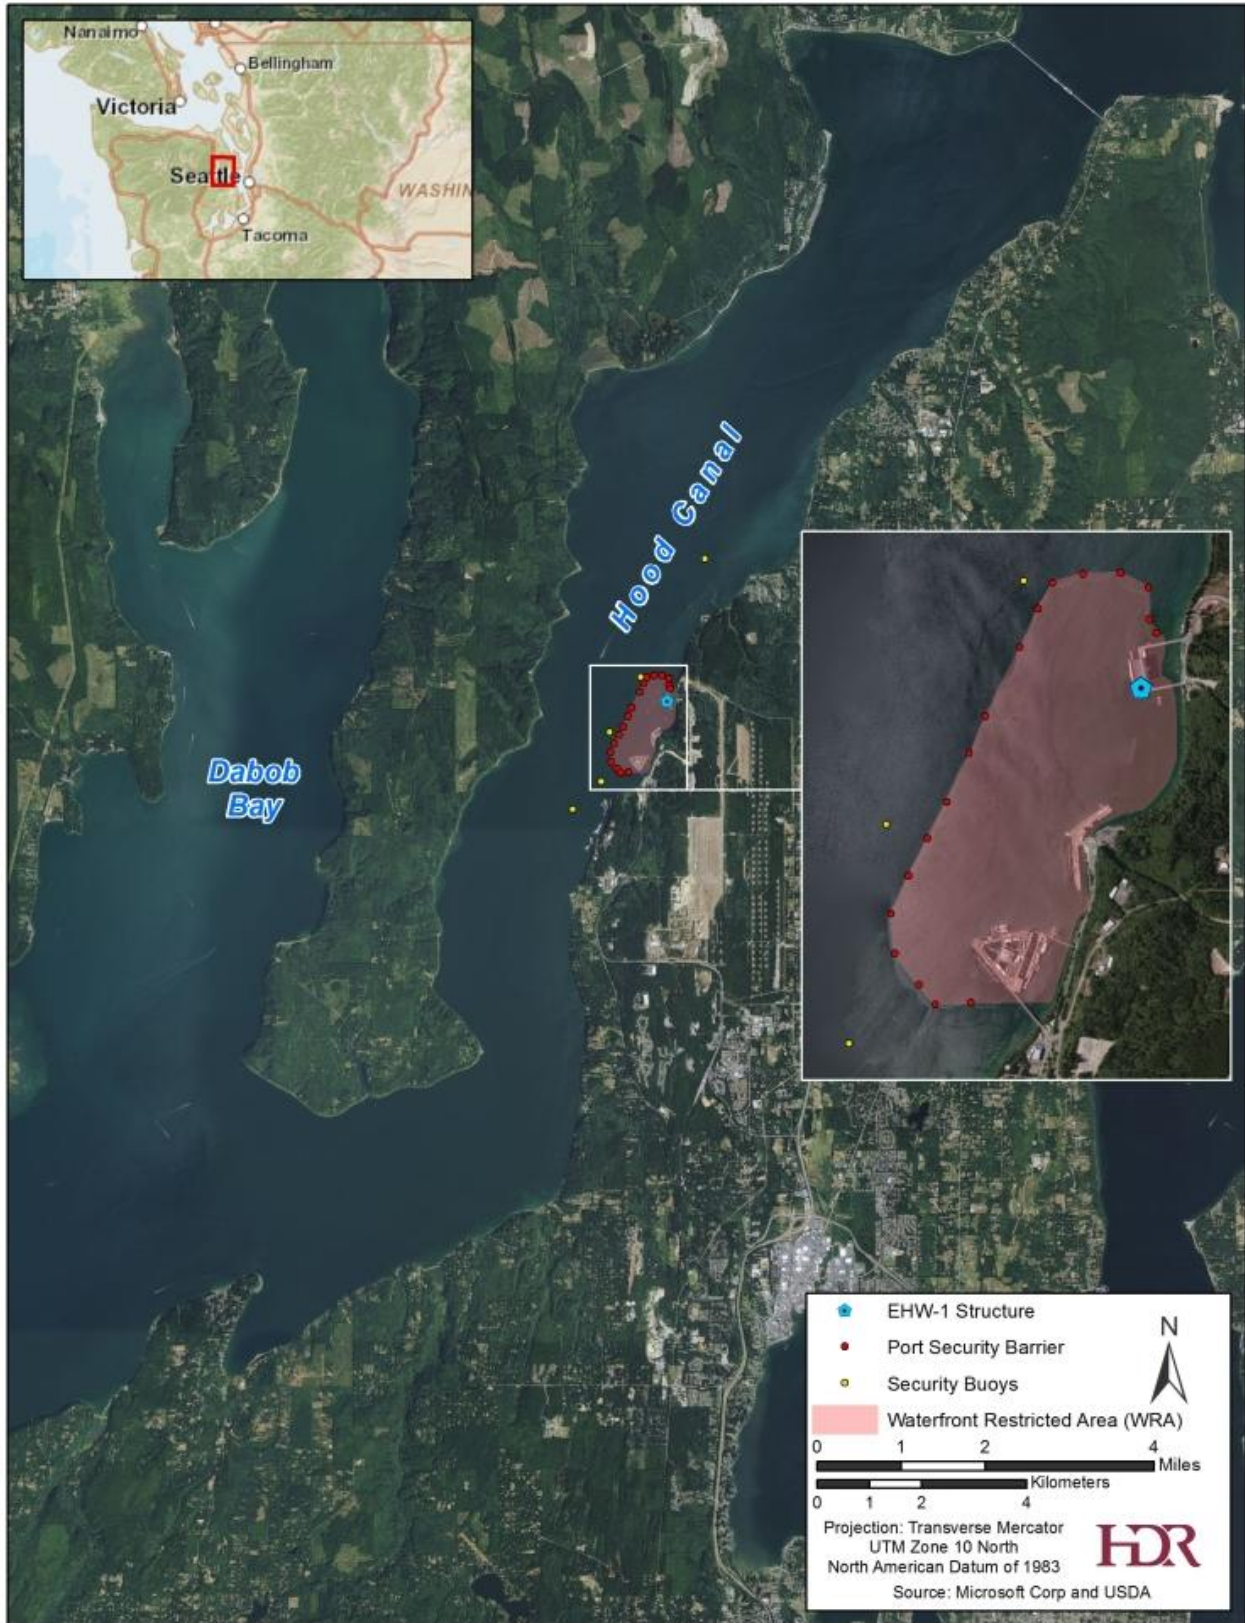 Nanaimo
Bellingham
Victoria
Seattle
WASHIN
Tacoma
Hood Canal
Dabob
Bay
EHW-1 Structure
N
Port Security Barrier
Security Buoys
Waterfront Restricted Area (WRA)
0 1 2 4
Miles
Kilometers
0 1 2 4
Projection: Transverse Mercator
UTM Zone 10 North
North American Datum of 1983
HDR
Source: Microsoft Corp and USDA